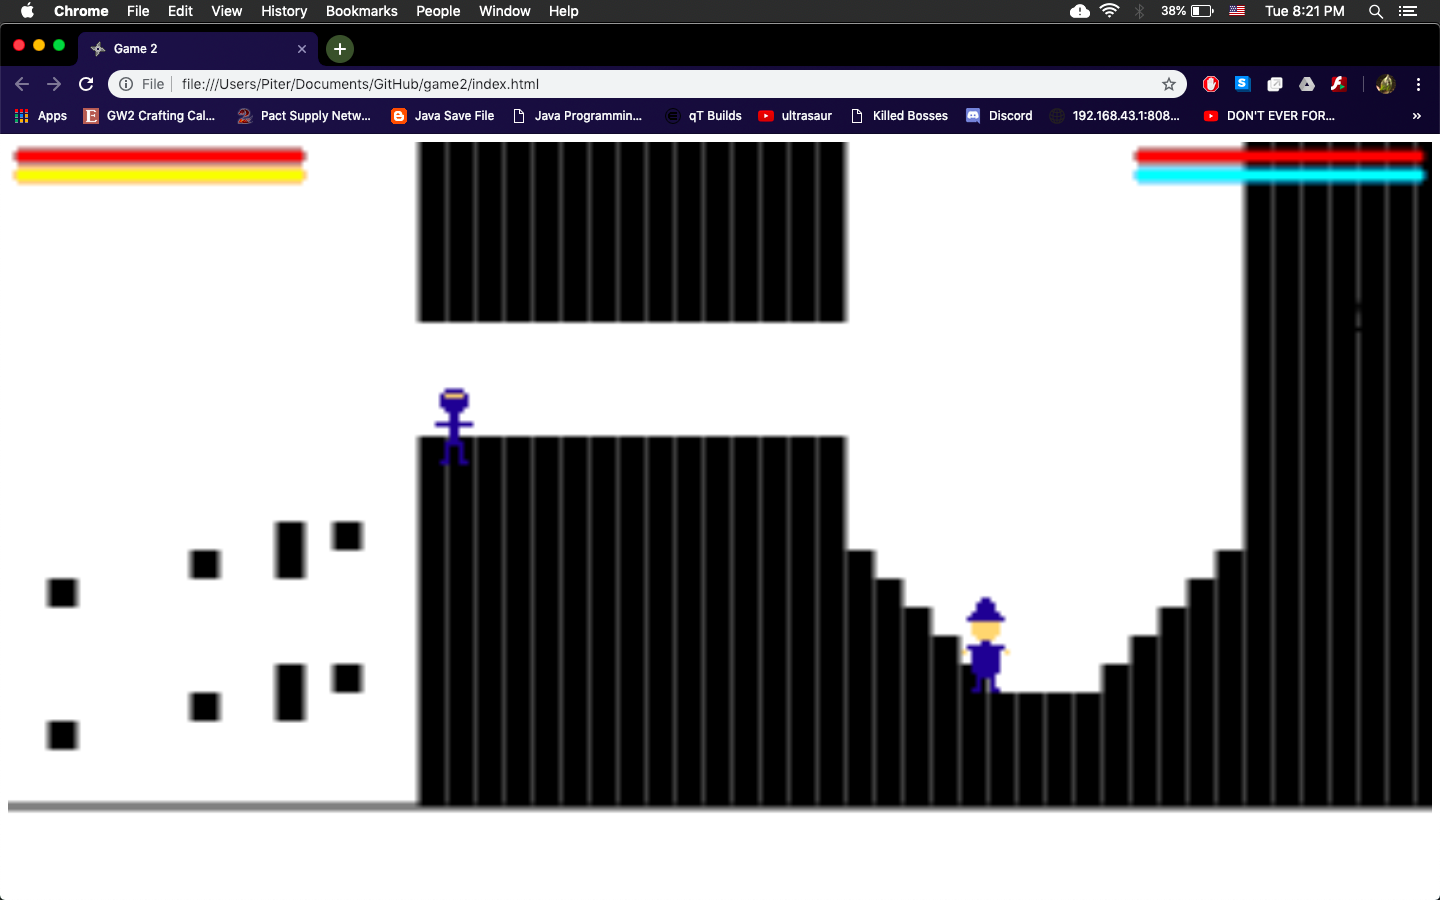 Chrome File Edit View History Bookmarks People Window Help 38% Tue 8:21 PM
Game 2
File file:///Users/Piter/Documents/GitHub/game2/index.html
Apps GW2 Crafting Cal... Pact Supply Netw... Java Save File Java Programmin... qT Builds ultrasaur Killed Bosses Discord 192.168.43.1:808... DON'T EVER FOR... »